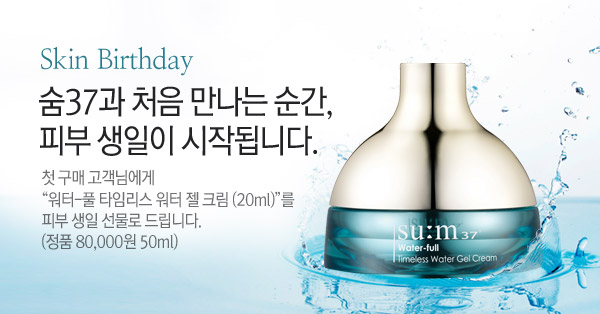 Skin Birthday
숨37과 처음 만나는 순간,
피부 생일이 시작됩니다.
첫 구매 고객님에게
“워터-풀 타임리스 워터 젤 크림 (20ml)”를
피부 생일 선물로 드립니다.
(정품 80,000원 50ml)
su:m37
Water-full
Timeless Water Gel Cream